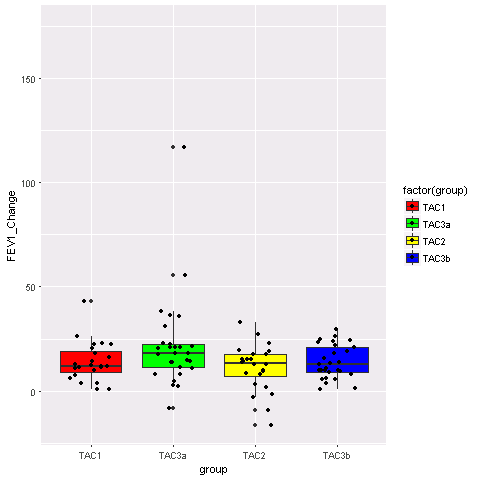 150
100
50
0
FEV1_Change
TAC1
TAC3a
TAC2
TAC3b
group
factor(group)
TAC1
TAC3a
TAC2
TAC3b